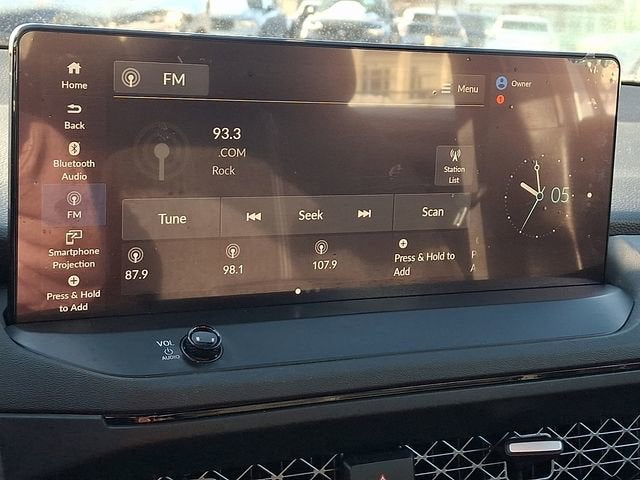 Home
FM
Menu
Owner
Back
93.3
.COM
Rock
Bluetooth
Audio
Station
List
05
FM
Tune
Seek
Scan
Smartphone
Projection
87.9
98.1
107.9
Press & Hold to
Add
P
A
Press & Hold
to Add
VOL
AUDIO